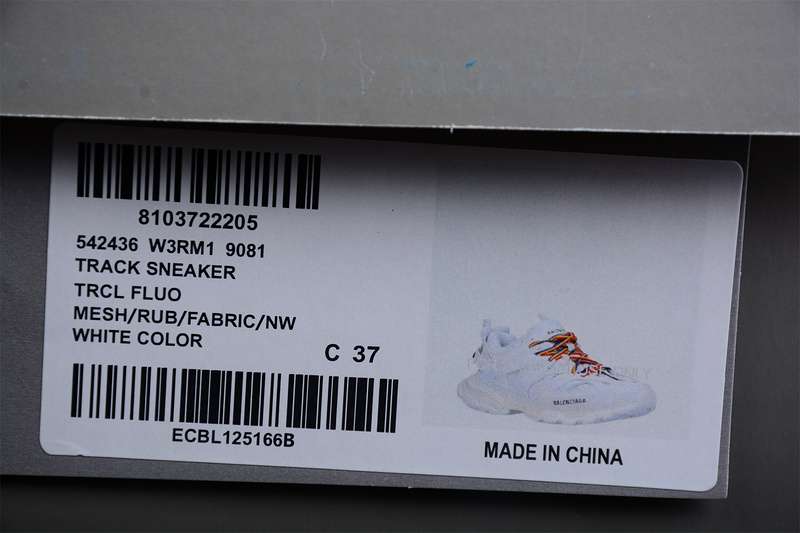 8103722205
542436 W3RM1 9081
TRACK SNEAKER
TRCL FLUO
MESH/RUB/FABRIC/NW
WHITE COLOR
C 37
ECBL125166B
BALENCIAGA
MADE IN CHINA